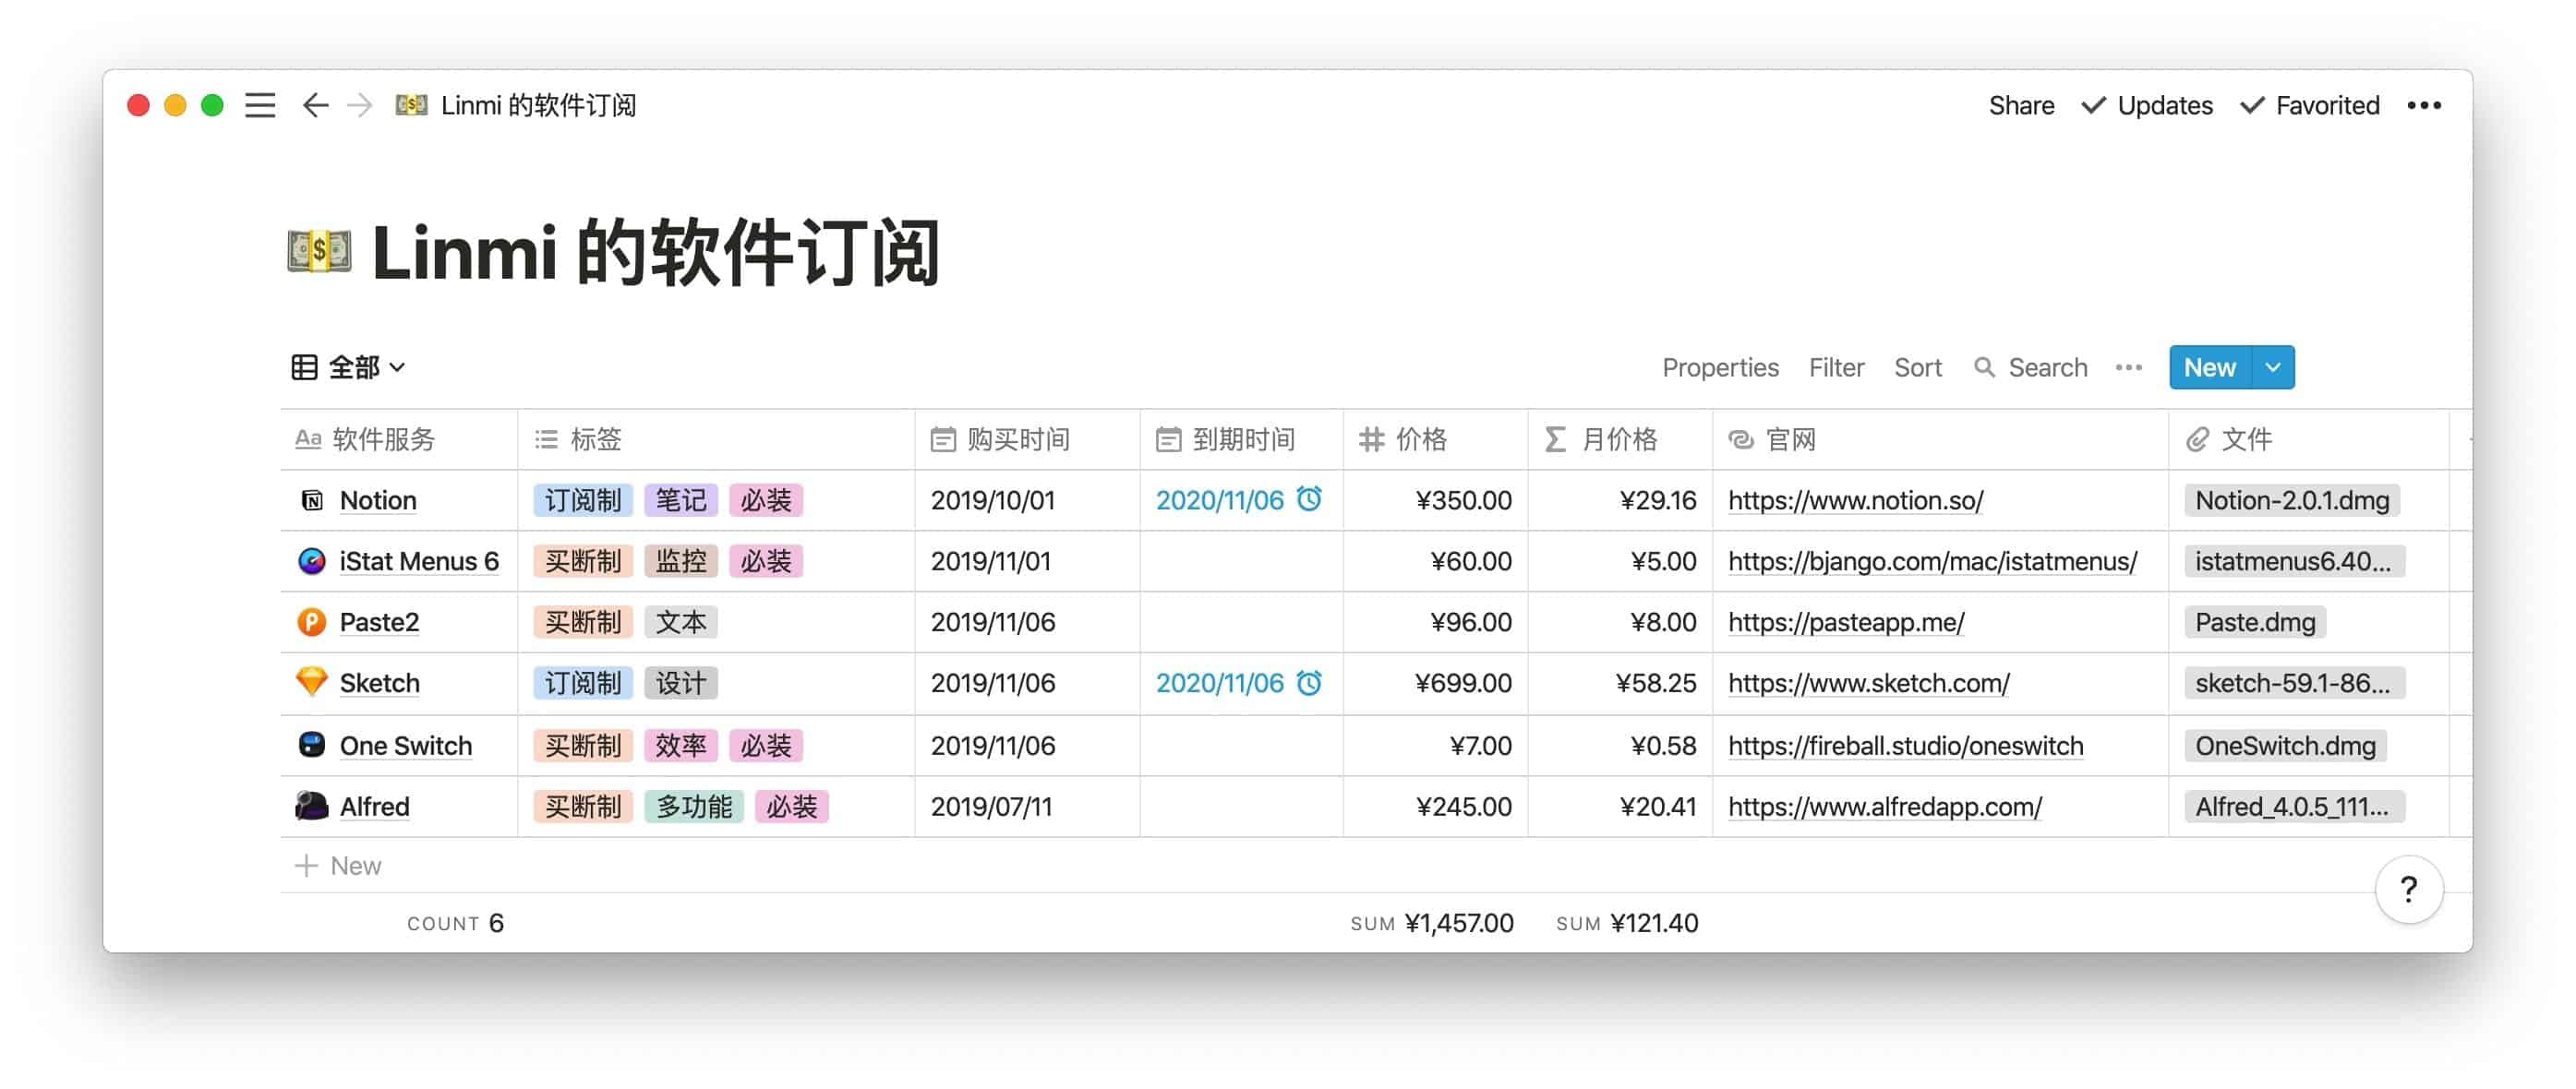 Linmi 的软件订阅 Share Updates Favorited
Linmi 的软件订阅
全部 Properties Filter Sort Search New
Aa 软件服务 标签 购买时间 到期时间 价格 月价格 官网 文件
Notion 订阅制 笔记 必装 2019/10/01 2020/11/06 ¥350.00 ¥29.16 https://www.notion.so/ Notion-2.0.1.dmg
iStat Menus 6 买断制 监控 必装 2019/11/01 ¥60.00 ¥5.00 https://bjango.com/mac/istatmenus/ istatmenus6.40...
Paste2 买断制 文本 2019/11/06 ¥96.00 ¥8.00 https://pasteapp.me/ Paste.dmg
Sketch 订阅制 设计 2019/11/06 2020/11/06 ¥699.00 ¥58.25 https://www.sketch.com/ sketch-59.1-86...
One Switch 买断制 效率 必装 2019/11/06 ¥7.00 ¥0.58 https://fireball.studio/oneswitch OneSwitch.dmg
Alfred 买断制 多功能 必装 2019/07/11 ¥245.00 ¥20.41 https://www.alfredapp.com/ Alfred_4.0.5_111...
+ New
?
COUNT 6 SUM ¥1,457.00 SUM ¥121.40